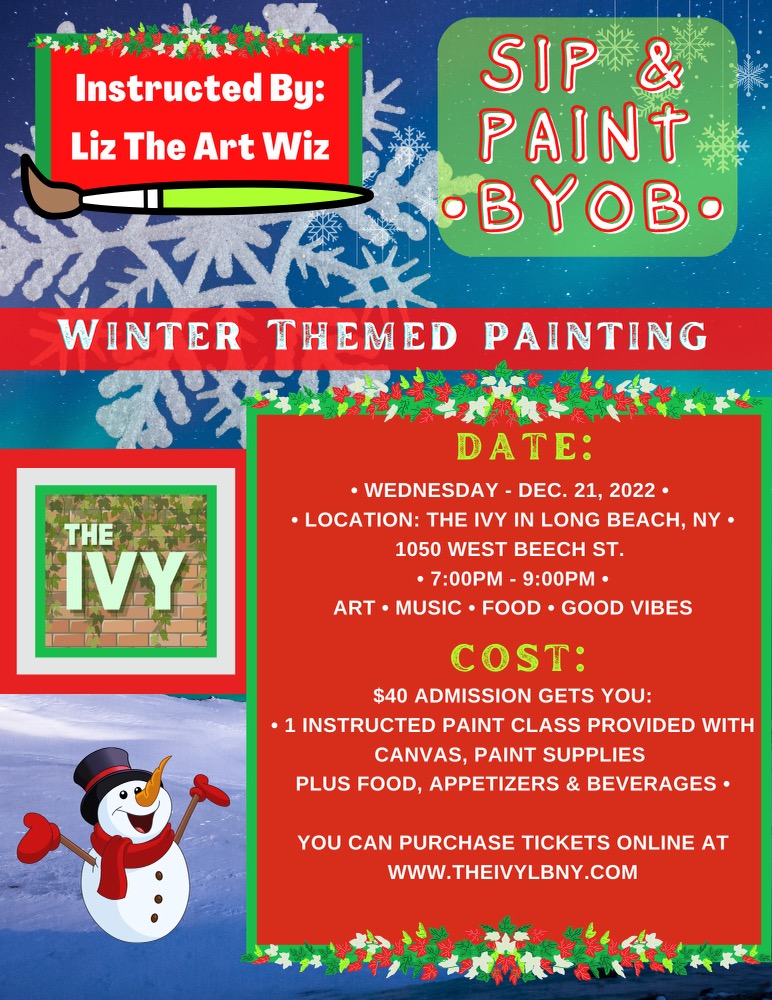 Instructed By:
Liz The Art Wiz
SIP &
PAINT
•BYOB•
WINTER THEMED PAINTING
DATE:
• WEDNESDAY - DEC. 21, 2022 •
• LOCATION: THE IVY IN LONG BEACH, NY •
1050 WEST BEECH ST.
• 7:00PM - 9:00PM •
ART • MUSIC • FOOD • GOOD VIBES
THE
IVY
COST:
$40 ADMISSION GETS YOU:
• 1 INSTRUCTED PAINT CLASS PROVIDED WITH
CANVAS, PAINT SUPPLIES
PLUS FOOD, APPETIZERS & BEVERAGES •
YOU CAN PURCHASE TICKETS ONLINE AT
WWW.THEIVYLBNY.COM